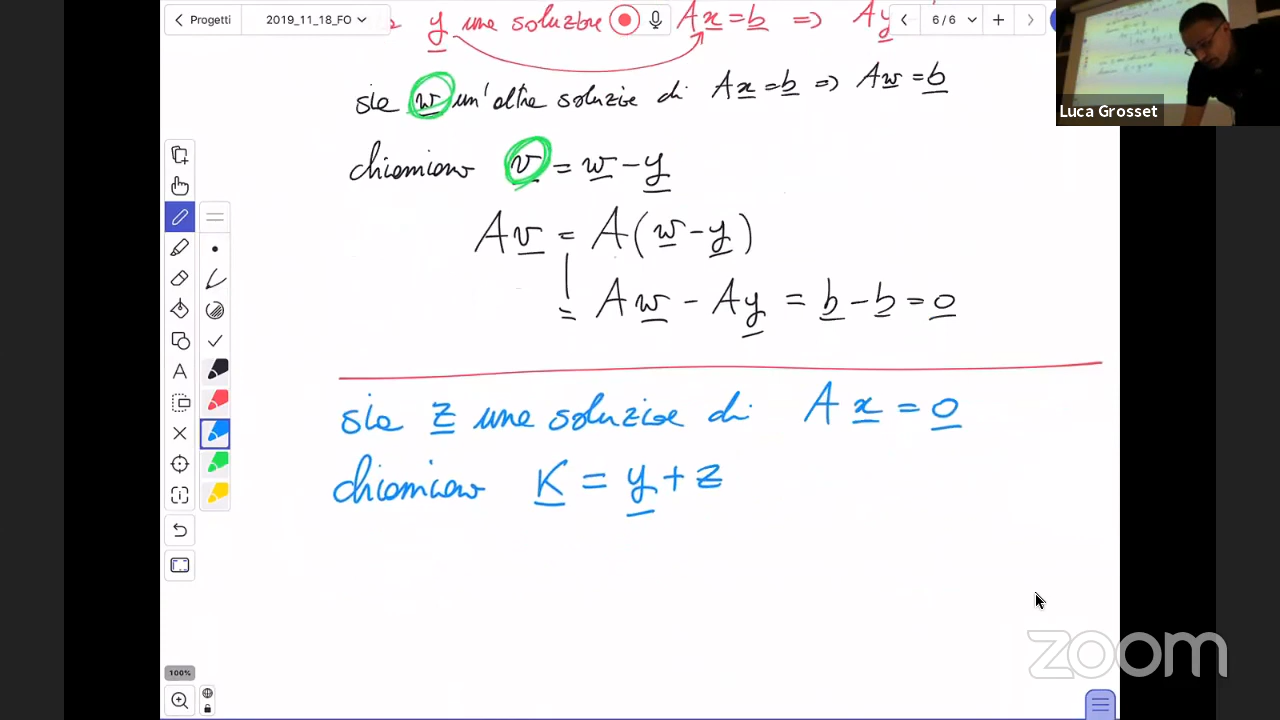 Progetti 2019_11_18_FO 6/6
y una soluzione Ax=b => Ay
sia w un'altra soluzione di Ax=b => Aw=b
chiamiamo v = w - y
Av = A(w-y)
= Aw - Ay = b - b = 0
sia z una soluzione di Ax = 0
chiamiamo K = y + z
Luca Grosset
A
100%
zoom